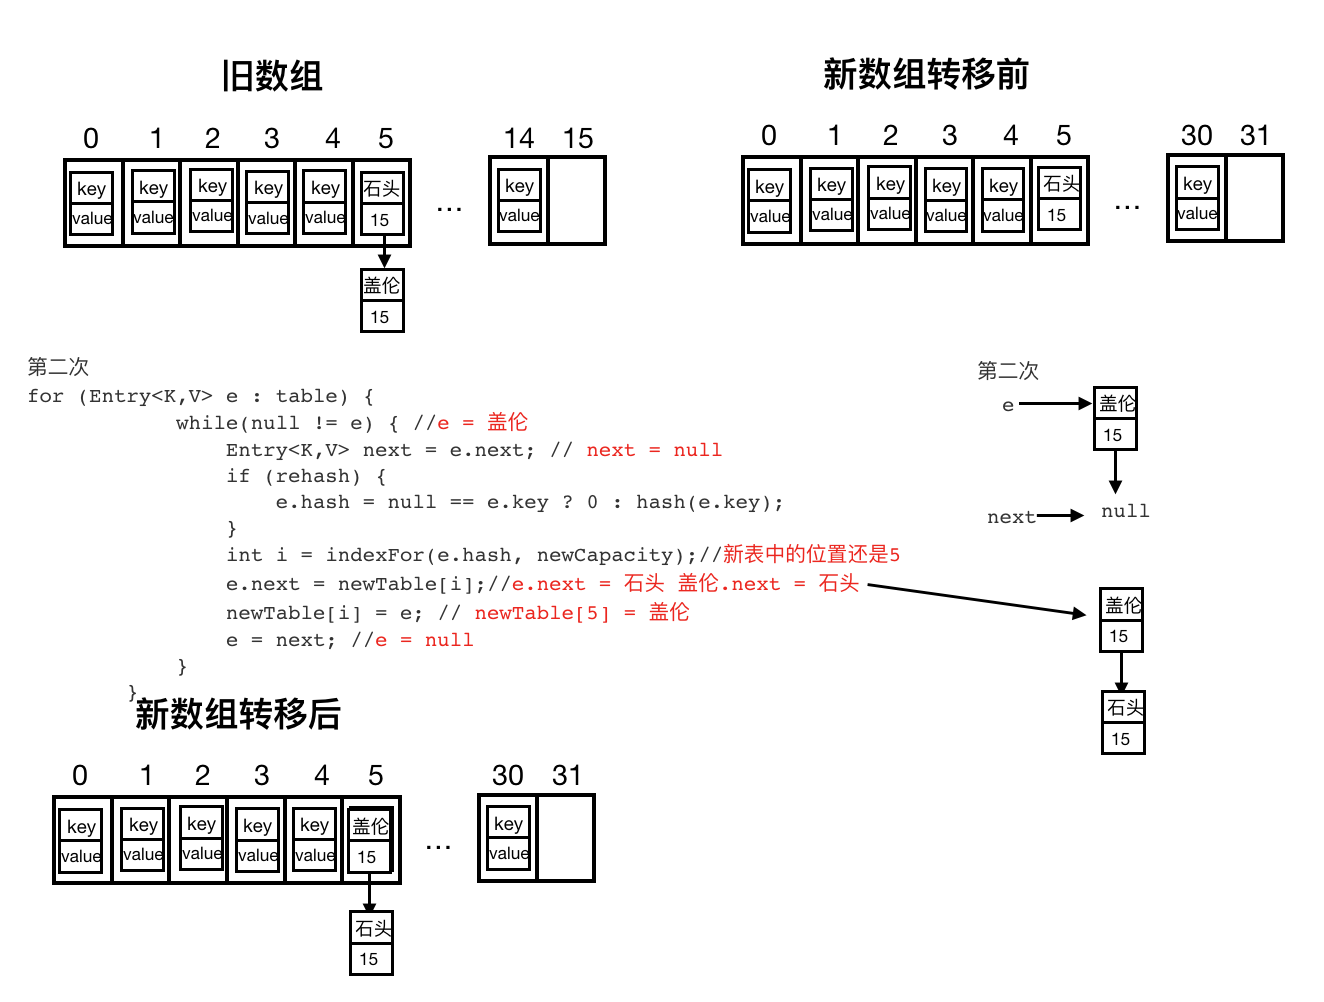 旧数组
新数组转移前
0 1 2 3 4 5 14 15
0 1 2 3 4 5 30 31
key key key key key 石头 ... key
value value value value value 15 value
盖伦
15
key key key key key 石头 ... key
value value value value value 15 value
第二次
for (Entry<K,V> e : table) {
while(null != e) { //e = 盖伦
Entry<K,V> next = e.next; // next = null
if (rehash) {
e.hash = null == e.key ? 0 : hash(e.key);
}
int i = indexFor(e.hash, newCapacity);//新表中的位置还是5
e.next = newTable[i];//e.next = 石头 盖伦.next = 石头
newTable[i] = e; // newTable[5] = 盖伦
e = next; //e = null
}
}
第二次
e
盖伦
15
next
null
盖伦
15
石头
15
新数组转移后
0 1 2 3 4 5 30 31
key key key key key 盖伦 ... key
value value value value value 15 value
石头
15